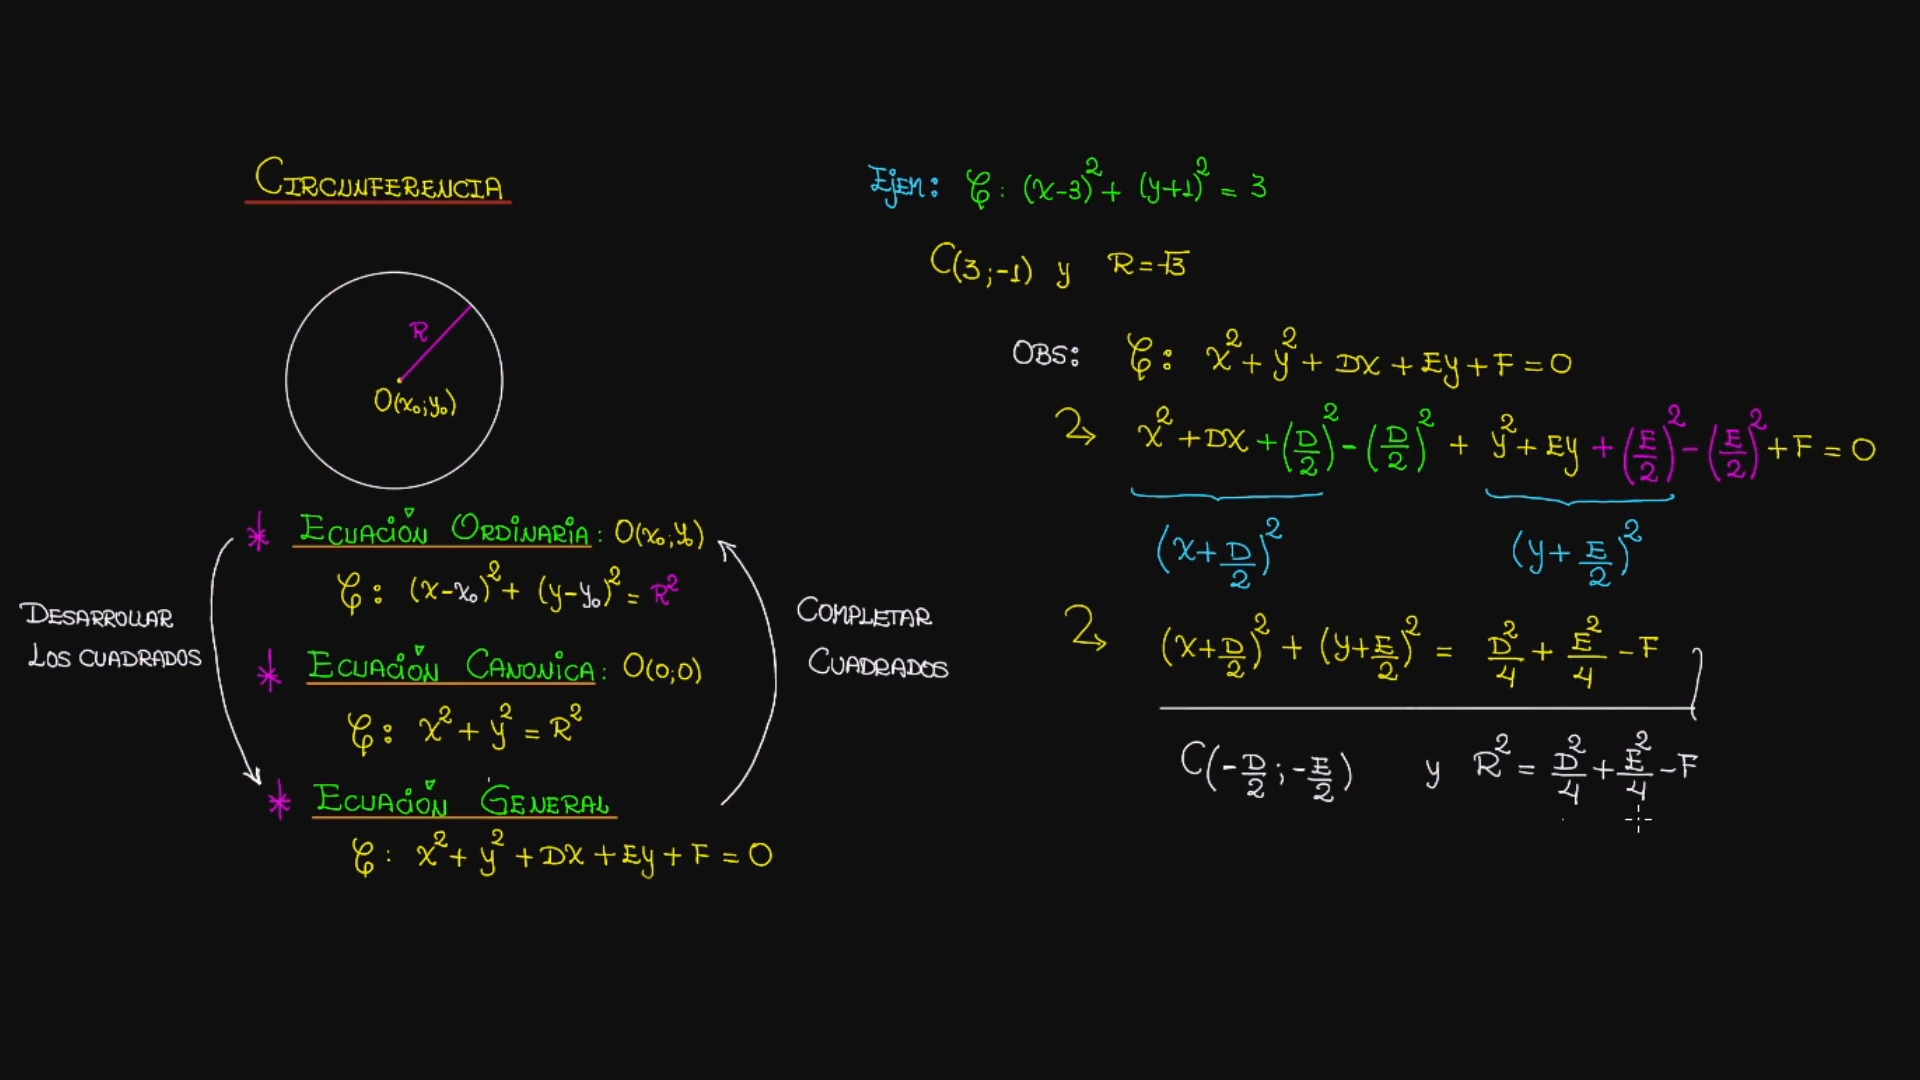 CIRCUNFERENCIA
R
O(x₀;y₀)
* ECUACIÓN ORDINARIA: O(x₀;y₀)
𝒞: (x-x₀)² + (y-y₀)² = R²
DESARROLLAR
LOS CUADRADOS
COMPLETAR
CUADRADOS
* ECUACIÓN CANONICA: O(0;0)
𝒞: x² + y² = R²
* ECUACIÓN GENERAL
𝒞: x² + y² + Dx + Ey + F = 0
Ejem: 𝒞: (x-3)² + (y+1)² = 3
C(3;-1) y R=√3
OBS: 𝒞: x² + y² + Dx + Ey + F = 0
x² + Dx + (D/2)² - (D/2)² + y² + Ey + (E/2)² - (E/2)² + F = 0
(x+D/2)² (y+E/2)²
(x+D/2)² + (y+E/2)² = D²/4 + E²/4 - F
C(-D/2;-E/2) y R² = D²/4 + E²/4 - F